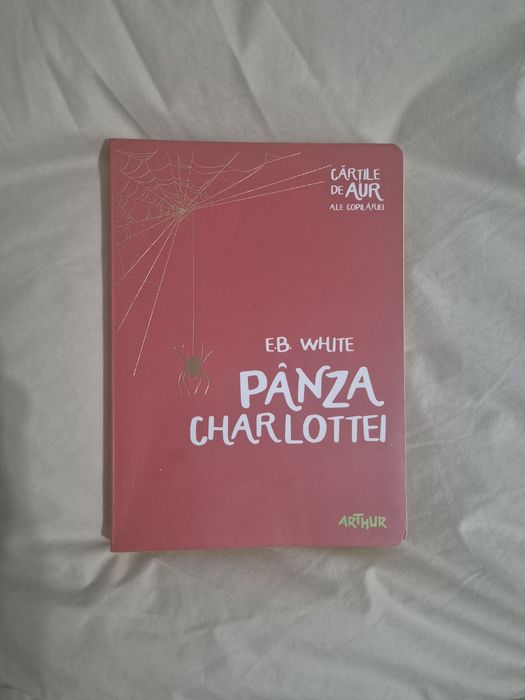 CĂRȚILE
DE AUR
ALE COPILĂRIEI
E.B. WHITE
PÂNZA
CHARLOTTEI
ARTHUR